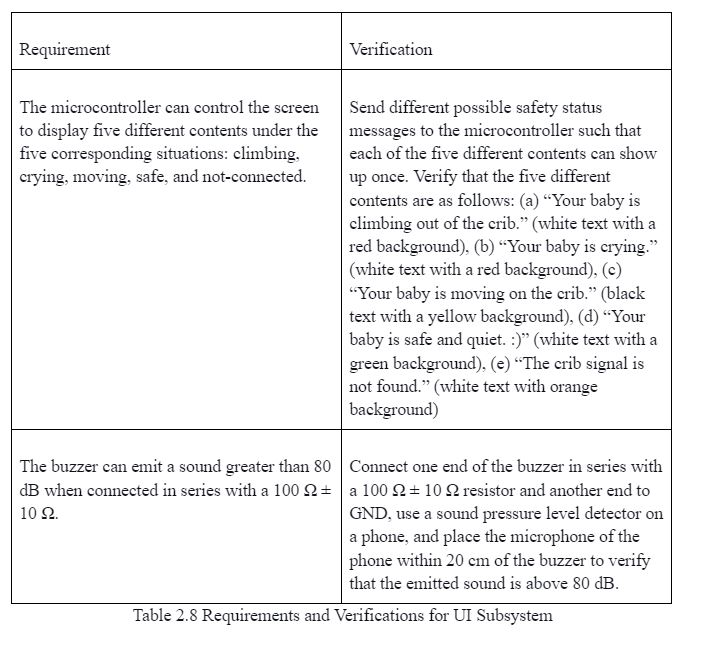 Requirement
Verification
The microcontroller can control the screen
to display five different contents under the
five corresponding situations: climbing,
crying, moving, safe, and not-connected.
Send different possible safety status
messages to the microcontroller such that
each of the five different contents can show
up once. Verify that the five different
contents are as follows: (a) “Your baby is
climbing out of the crib.” (white text with a
red background), (b) “Your baby is crying.”
(white text with a red background), (c)
“Your baby is moving on the crib.” (black
text with a yellow background), (d) “Your
baby is safe and quiet. :)” (white text with a
green background), (e) “The crib signal is
not found.” (white text with orange
background)
The buzzer can emit a sound greater than 80
dB when connected in series with a 100 Ω ±
10 Ω.
Connect one end of the buzzer in series with
a 100 Ω ± 10 Ω resistor and another end to
GND, use a sound pressure level detector on
a phone, and place the microphone of the
phone within 20 cm of the buzzer to verify
that the emitted sound is above 80 dB.
Table 2.8 Requirements and Verifications for UI Subsystem